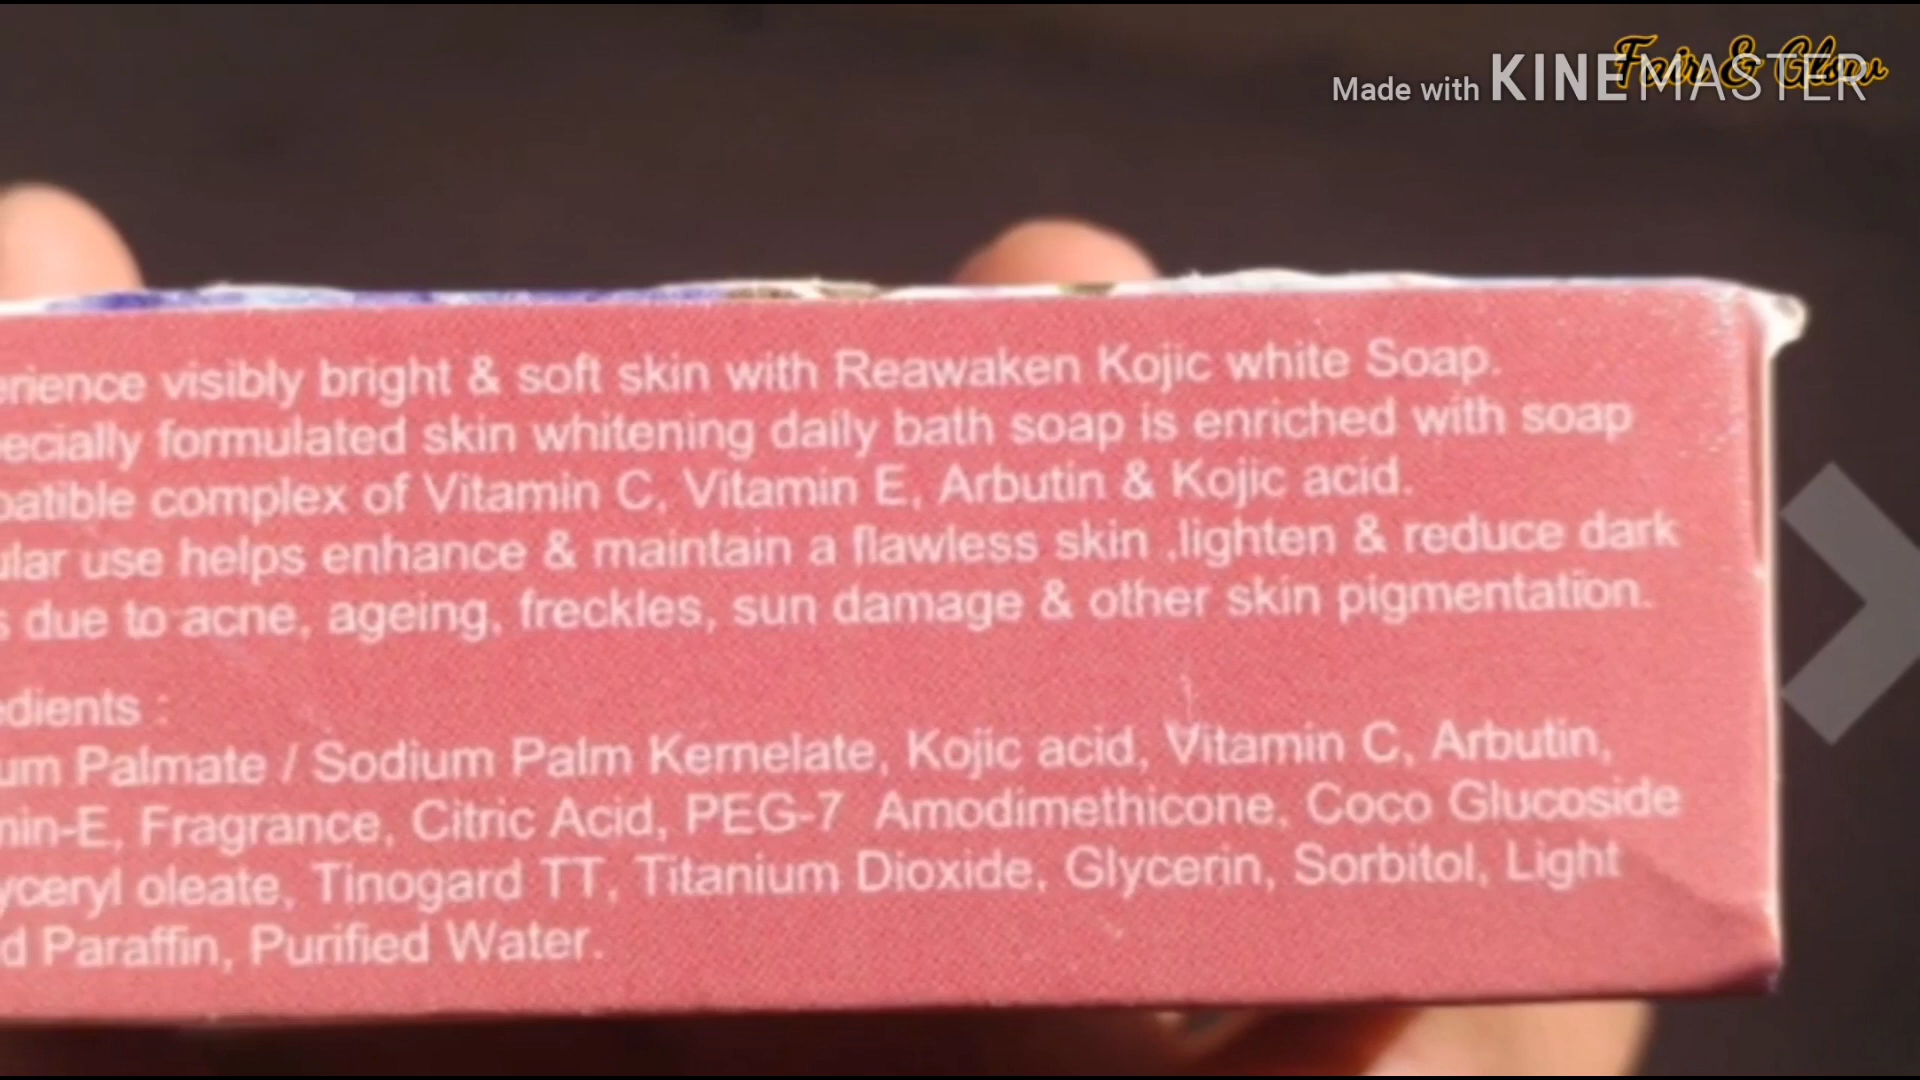 Fair & Glow
Made with KINEMASTER
erience visibly bright & soft skin with Reawaken Kojic white Soap.
ecially formulated skin whitening daily bath soap is enriched with soap
patible complex of Vitamin C, Vitamin E, Arbutin & Kojic acid.
ular use helps enhance & maintain a flawless skin ,lighten & reduce dark
s due to acne, ageing, freckles, sun damage & other skin pigmentation.
edients :
um Palmate / Sodium Palm Kernelate, Kojic acid, Vitamin C, Arbutin,
min-E, Fragrance, Citric Acid, PEG-7 Amodimethicone, Coco Glucoside
yceryl oleate, Tinogard TT, Titanium Dioxide, Glycerin, Sorbitol, Light
d Paraffin, Purified Water.